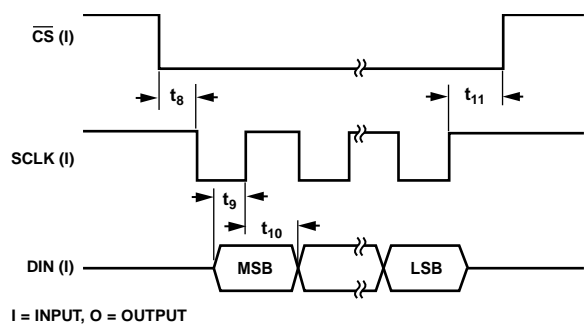 CS (I)
t8
t11
SCLK (I)
t9
t10
DIN (I)
MSB
LSB
I = INPUT, O = OUTPUT